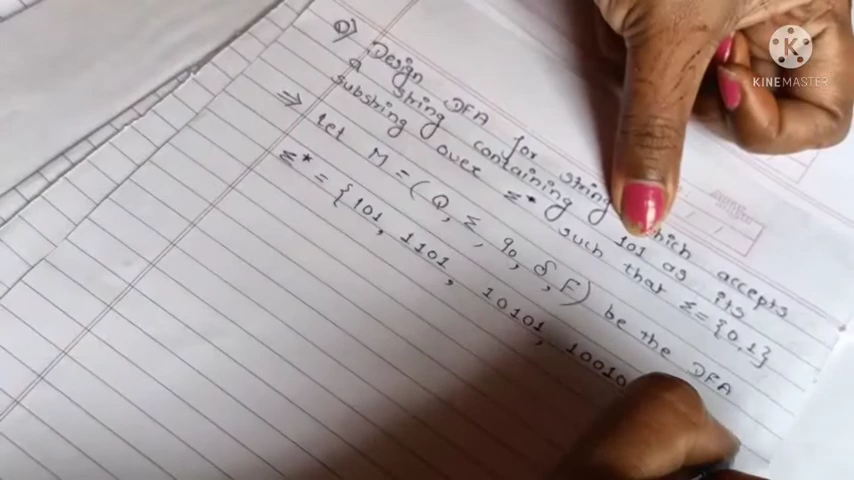 Q) Design DFA for string which accepts
a string containing 101 as its
substring over Σ* such that Σ={0,1}
⇒ Let M = (Q, Σ, q0, δ, F) be the DFA
Σ* = {101, 1101, 10101, 10010
KINEMASTER